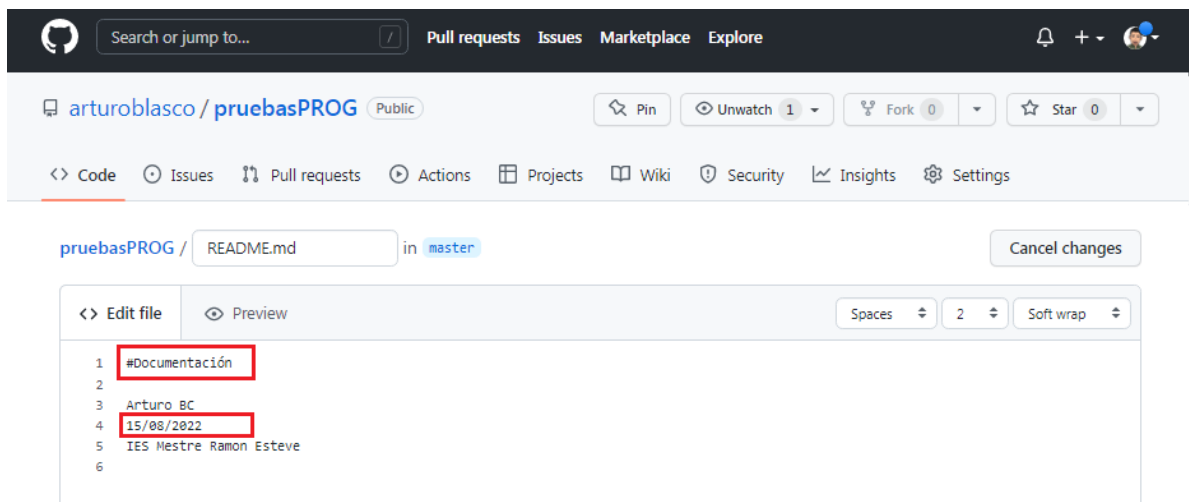 Search or jump to... / Pull requests Issues Marketplace Explore
arturoblasco / pruebasPROG Public Pin Unwatch 1 Fork 0 Star 0
<> Code Issues Pull requests Actions Projects Wiki Security Insights Settings
pruebasPROG / README.md in master Cancel changes
<> Edit file Preview Spaces 2 Soft wrap
1 #Documentación
2
3 Arturo BC
4 15/08/2022
5 IES Mestre Ramon Esteve
6